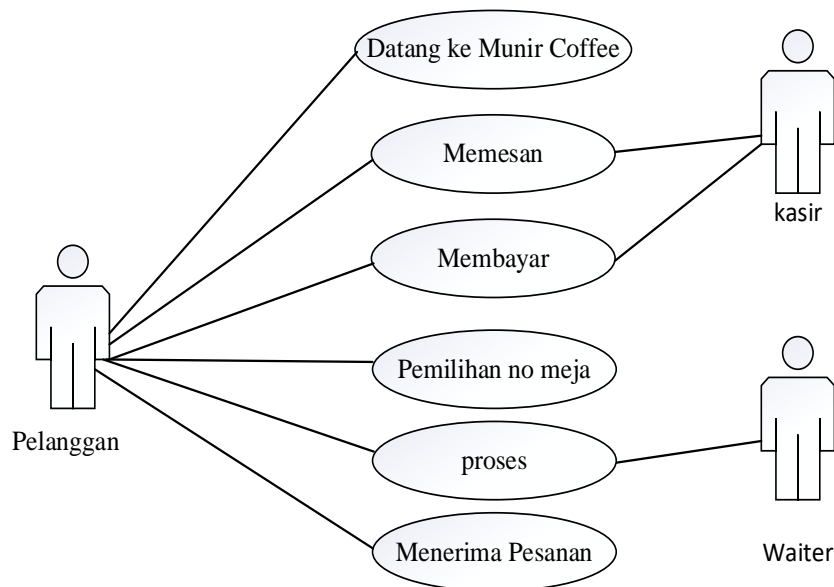 Datang ke Munir Coffee
Memesan
kasir
Membayar
Pemilihan no meja
Pelanggan
proses
Menerima Pesanan
Waiter